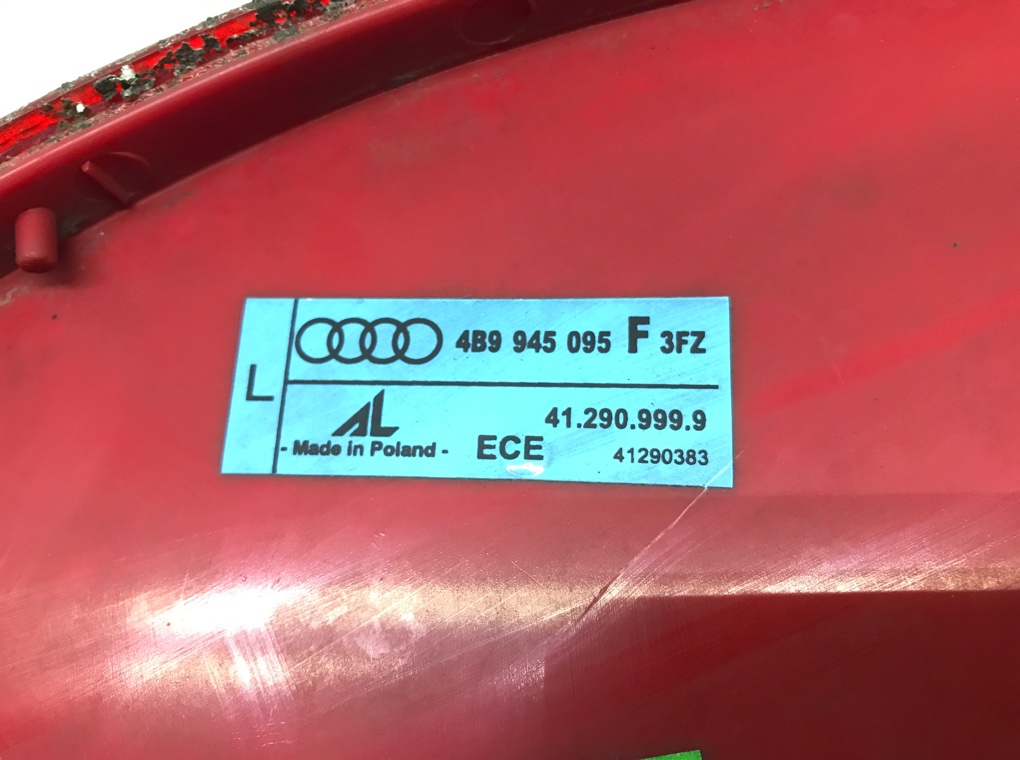 L
4B9 945 095 F 3FZ
AL
41.290.999.9
- Made in Poland -
ECE
41290383